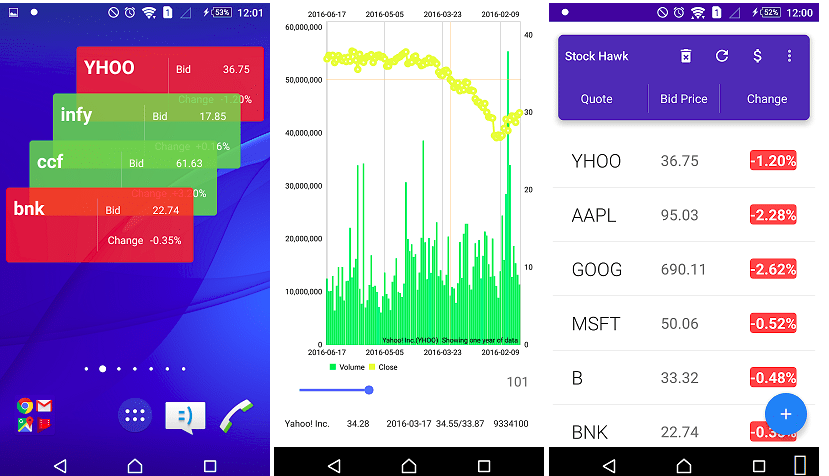 53% 12:01
YHOO Bid 36.75
Change -1.20%
infy Bid 17.85
Change +0.16%
ccf Bid 61.63
bnk Bid 22.74
Change -0.35%
2016-06-17 2016-05-05 2016-03-23 2016-02-09
60,000,000
50,000,000
40,000,000
30,000,000
20,000,000
10,000,000
0
40
30
20
10
0
Yahoo! Inc.(YHOO) Showing one year of data
2016-06-17 2016-05-05 2016-03-23 2016-02-09
Volume Close
101
Yahoo! Inc. 34.28 2016-03-17 34.55/33.87 9334100
1 52% 12:00
Stock Hawk
Quote Bid Price Change
YHOO 36.75 -1.20%
AAPL 95.03 -2.28%
GOOG 690.11 -2.62%
MSFT 50.06 -0.52%
B 33.32 -0.48%
BNK 22.74
+